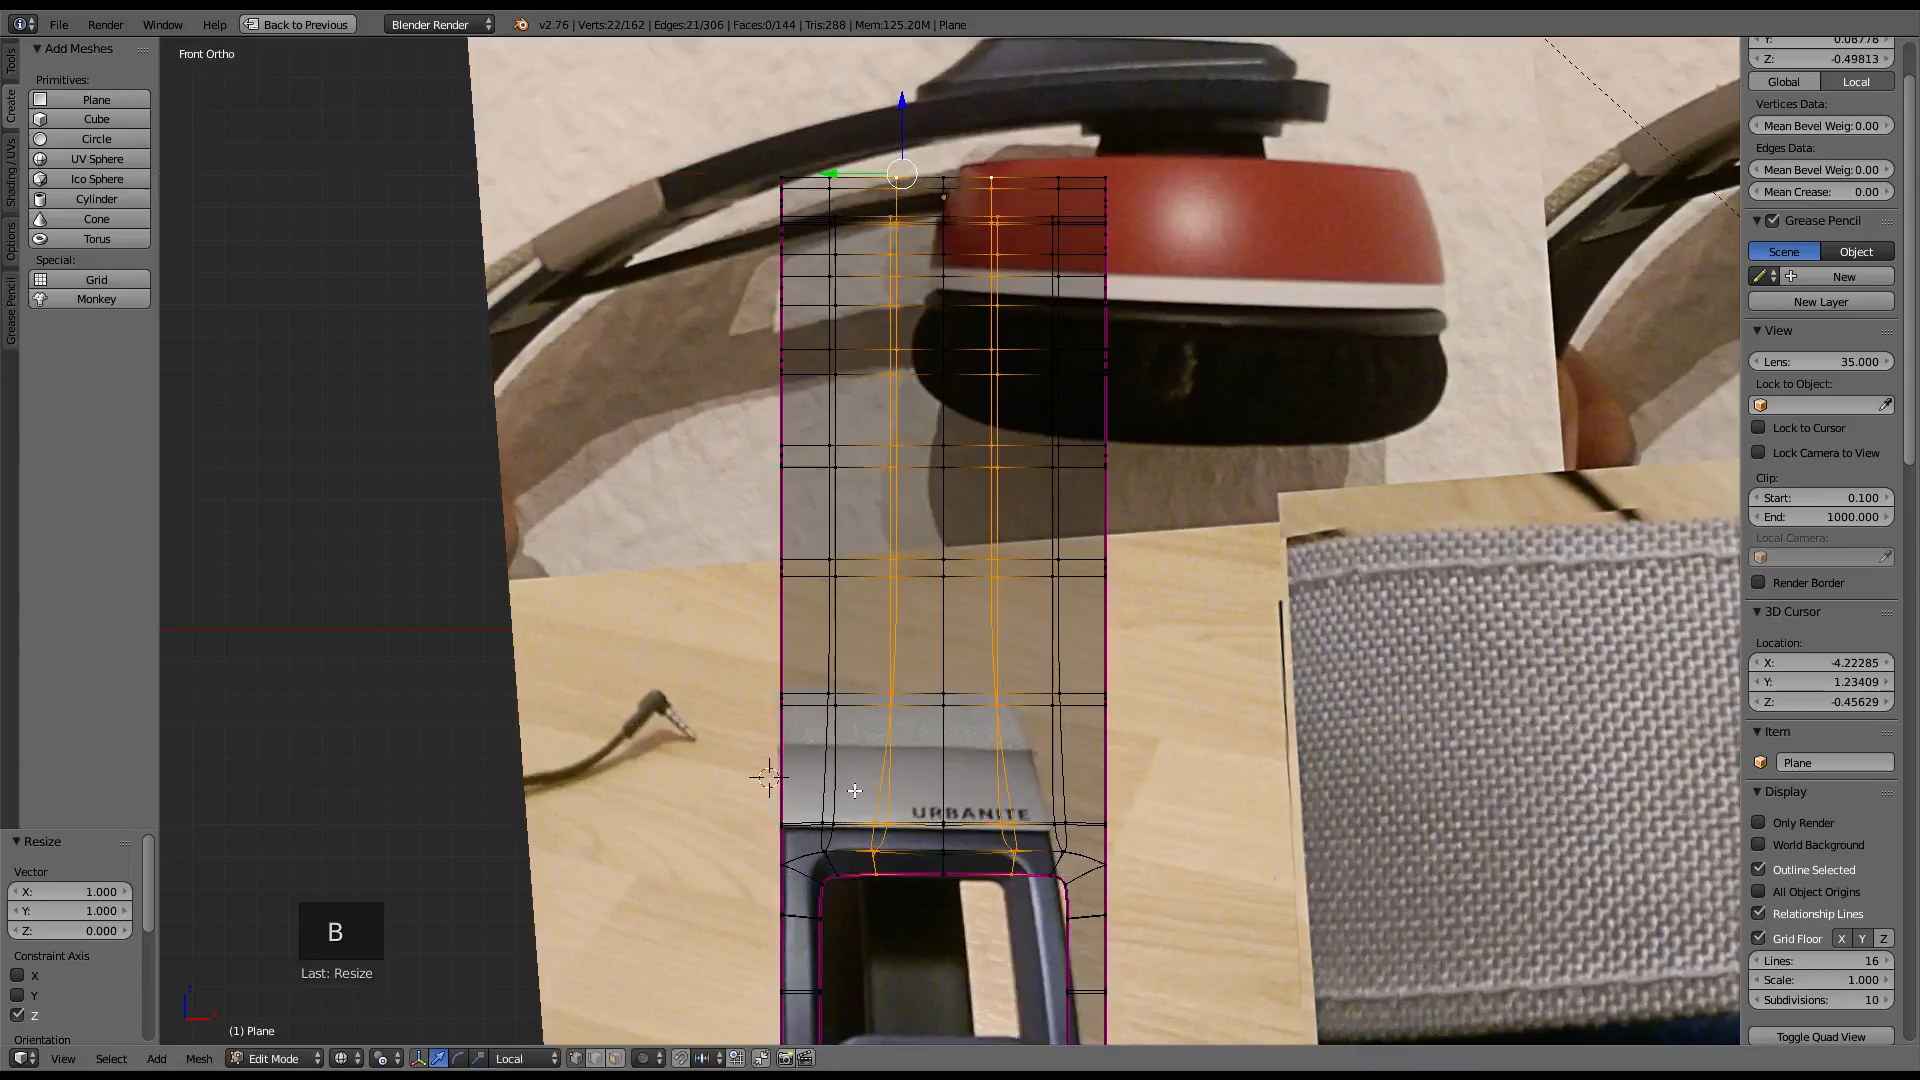 File Render Window Help Back to Previous Blender Render v2.76 | Verts:22/162 | Edges:21/306 | Faces:0/144 | Tris:288 | Mem:125.20M | Plane
Tools
Create
Shading / UVs
Options
Grease Pencil
Add Meshes
Primitives:
Plane
Cube
Circle
UV Sphere
Ico Sphere
Cylinder
Cone
Torus
Special:
Grid
Monkey
Resize
Vector
X: 1.000
Y: 1.000
Z: 0.000
Constraint Axis
X
Y
Z
Orientation
Front Ortho
URBANITE
B
Last: Resize
z
x
(1) Plane
Y: 0.08778
Z: -0.49813
Global Local
Vertices Data:
Mean Bevel Weig: 0.00
Edges Data:
Mean Bevel Weig: 0.00
Mean Crease: 0.00
Grease Pencil
Scene Object
New
New Layer
View
Lens: 35.000
Lock to Object:
Lock to Cursor
Lock Camera to View
Clip:
Start: 0.100
End: 1000.000
Local Camera:
Render Border
3D Cursor
Location:
X: -4.22285
Y: 1.23409
Z: -0.45629
Item
Plane
Display
Only Render
World Background
Outline Selected
All Object Origins
Relationship Lines
Grid Floor X Y Z
Lines: 16
Scale: 1.000
Subdivisions: 10
Toggle Quad View
View Select Add Mesh Edit Mode Local